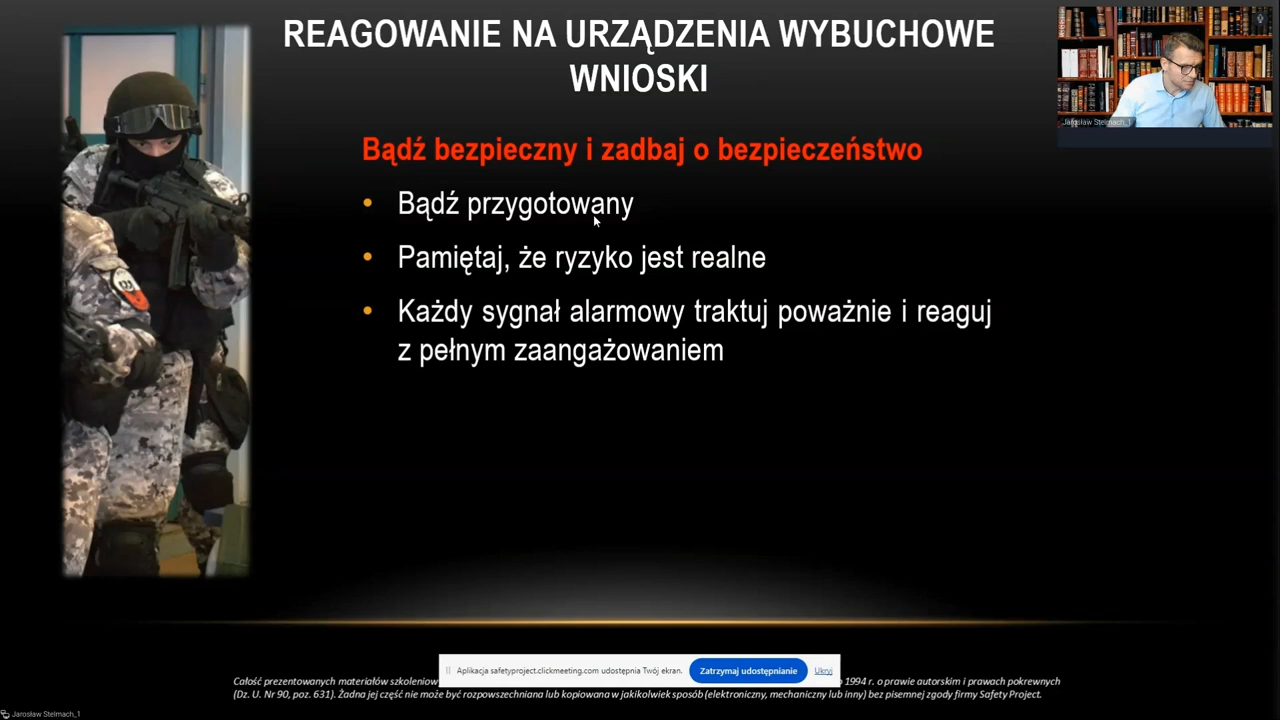 REAGOWANIE NA URZĄDZENIA WYBUCHOWE
WNIOSKI
Jarosław Stelmach_1
Bądź bezpieczny i zadbaj o bezpieczeństwo
• Bądź przygotowany
• Pamiętaj, że ryzyko jest realne
• Każdy sygnał alarmowy traktuj poważnie i reaguj
z pełnym zaangażowaniem
Aplikacja safetyproject.clickmeeting.com udostępnia Twój ekran. Zatrzymaj udostępnianie Ukryj
Całość prezentowanych materiałów szkoleniow 1994 r. o prawie autorskim i prawach pokrewnych
(Dz. U. Nr 90, poz. 631). Żadna jej część nie może być rozpowszechniana lub kopiowana w jakikolwiek sposób (elektroniczny, mechaniczny lub inny) bez pisemnej zgody firmy Safety Project.
Jarosław Stelmach_1